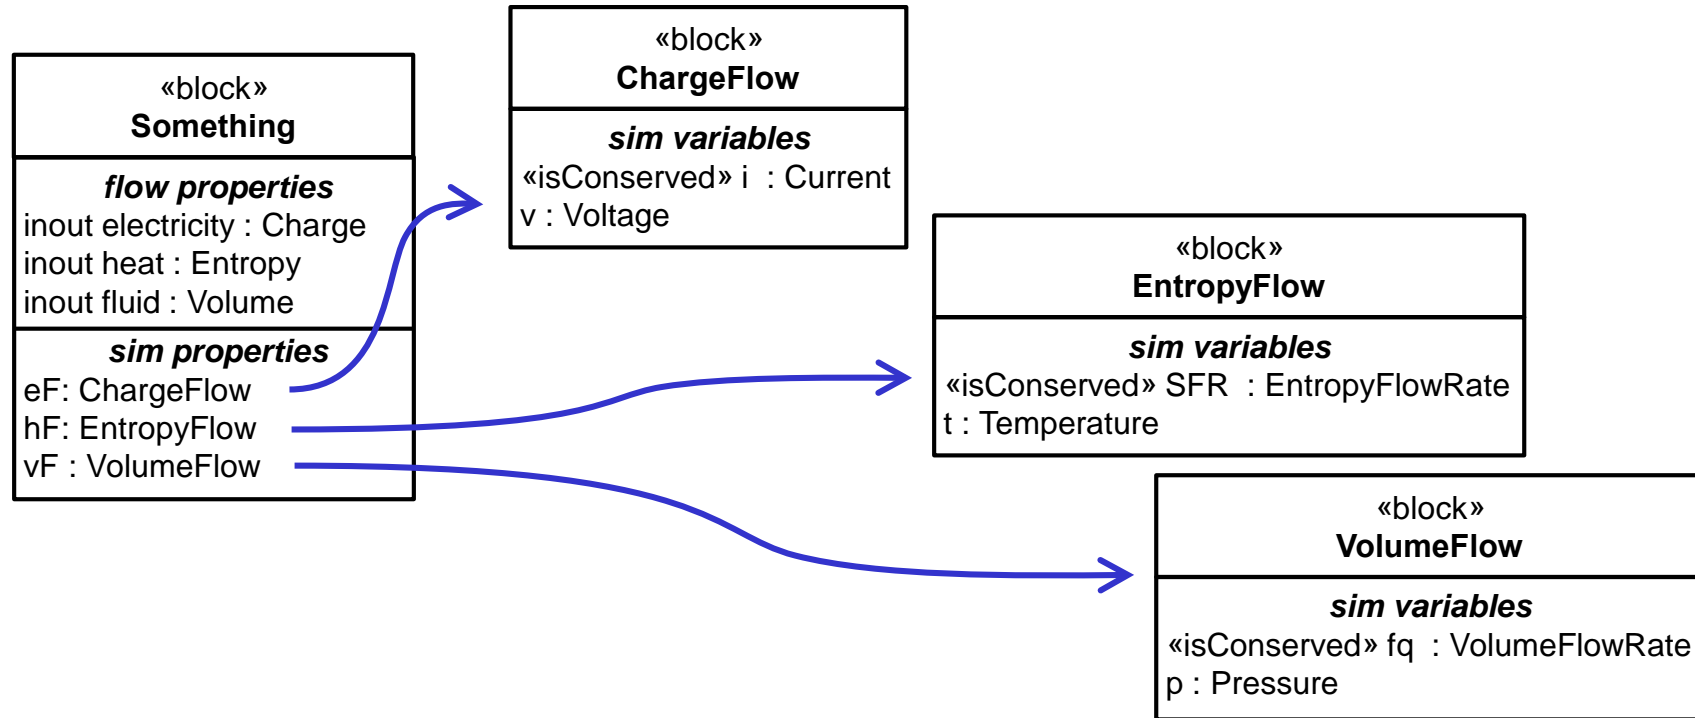 «block»
Something
flow properties
inout electricity : Charge
inout heat : Entropy
inout fluid : Volume
sim properties
eF: ChargeFlow
hF: EntropyFlow
vF : VolumeFlow
«block»
ChargeFlow
sim variables
«isConserved» i : Current
v : Voltage
«block»
EntropyFlow
sim variables
«isConserved» SFR : EntropyFlowRate
t : Temperature
«block»
VolumeFlow
sim variables
«isConserved» fq : VolumeFlowRate
p : Pressure